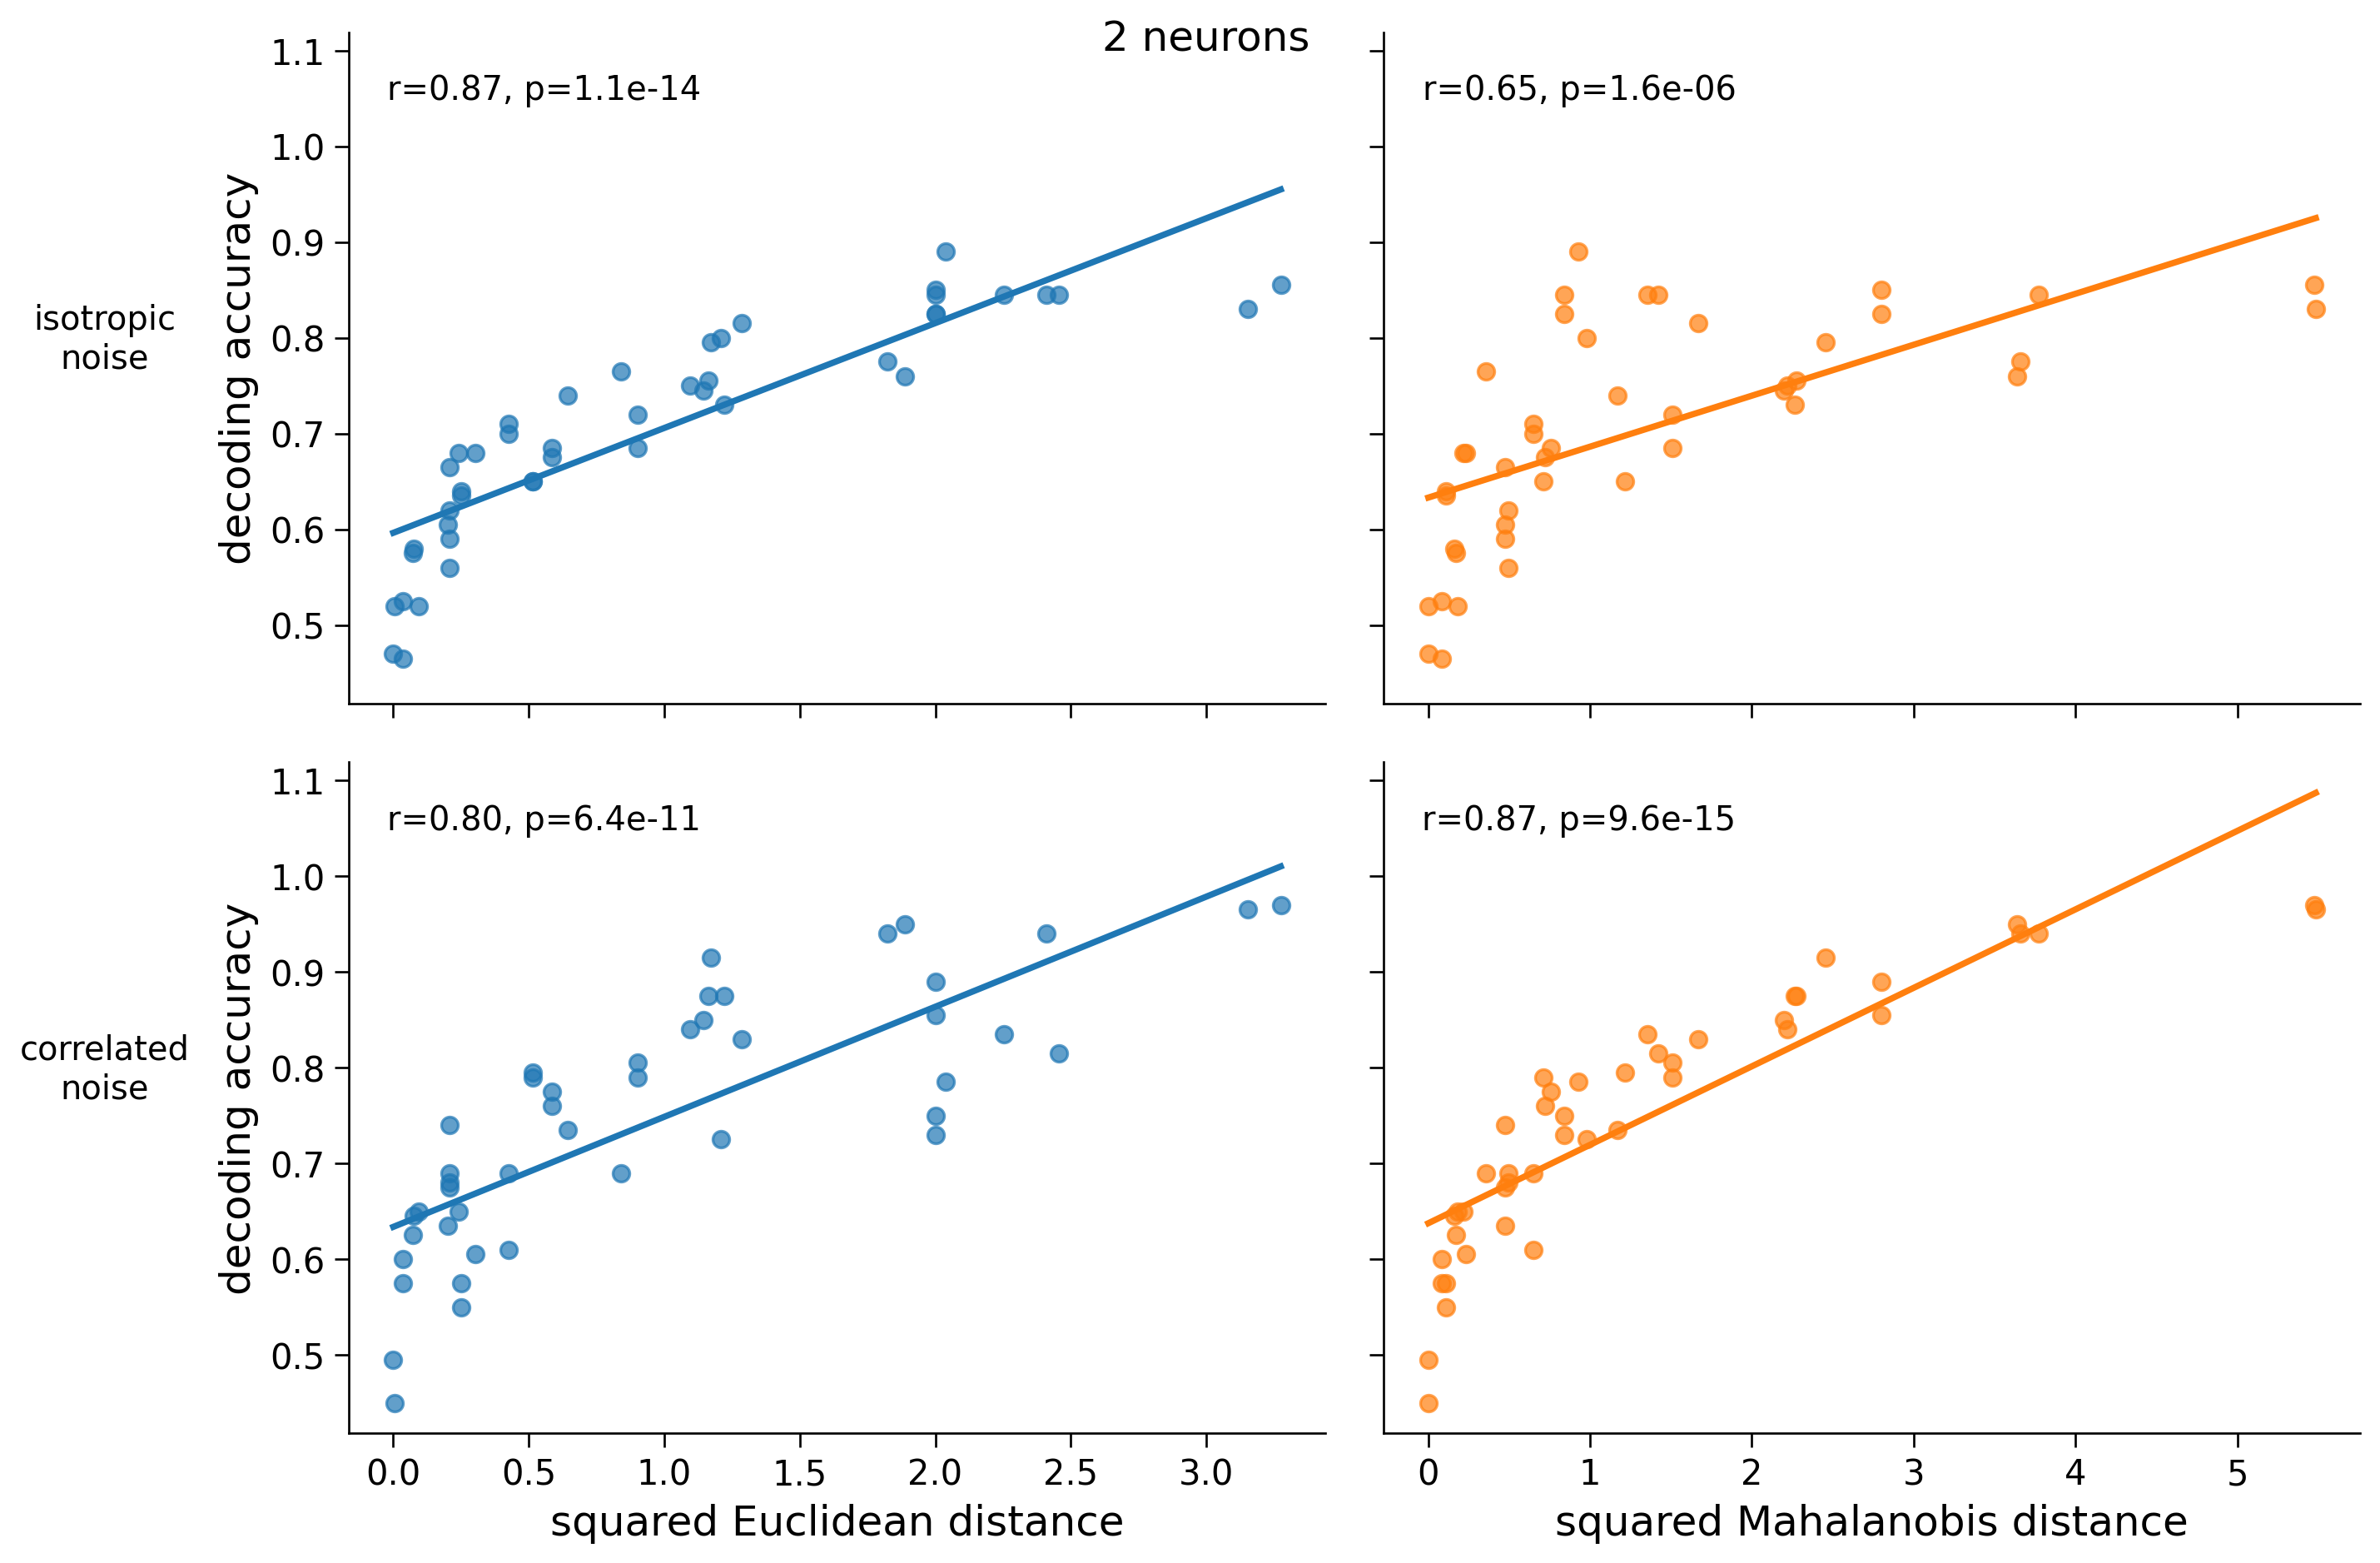 2 neurons
isotropic
noise
decoding accuracy
1.1
1.0
0.9
0.8
0.7
0.6
0.5
r=0.87, p=1.1e-14
r=0.65, p=1.6e-06
correlated
noise
decoding accuracy
1.1
1.0
0.9
0.8
0.7
0.6
0.5
r=0.80, p=6.4e-11
r=0.87, p=9.6e-15
0.0 0.5 1.0 1.5 2.0 2.5 3.0
0 1 2 3 4 5
squared Euclidean distance
squared Mahalanobis distance